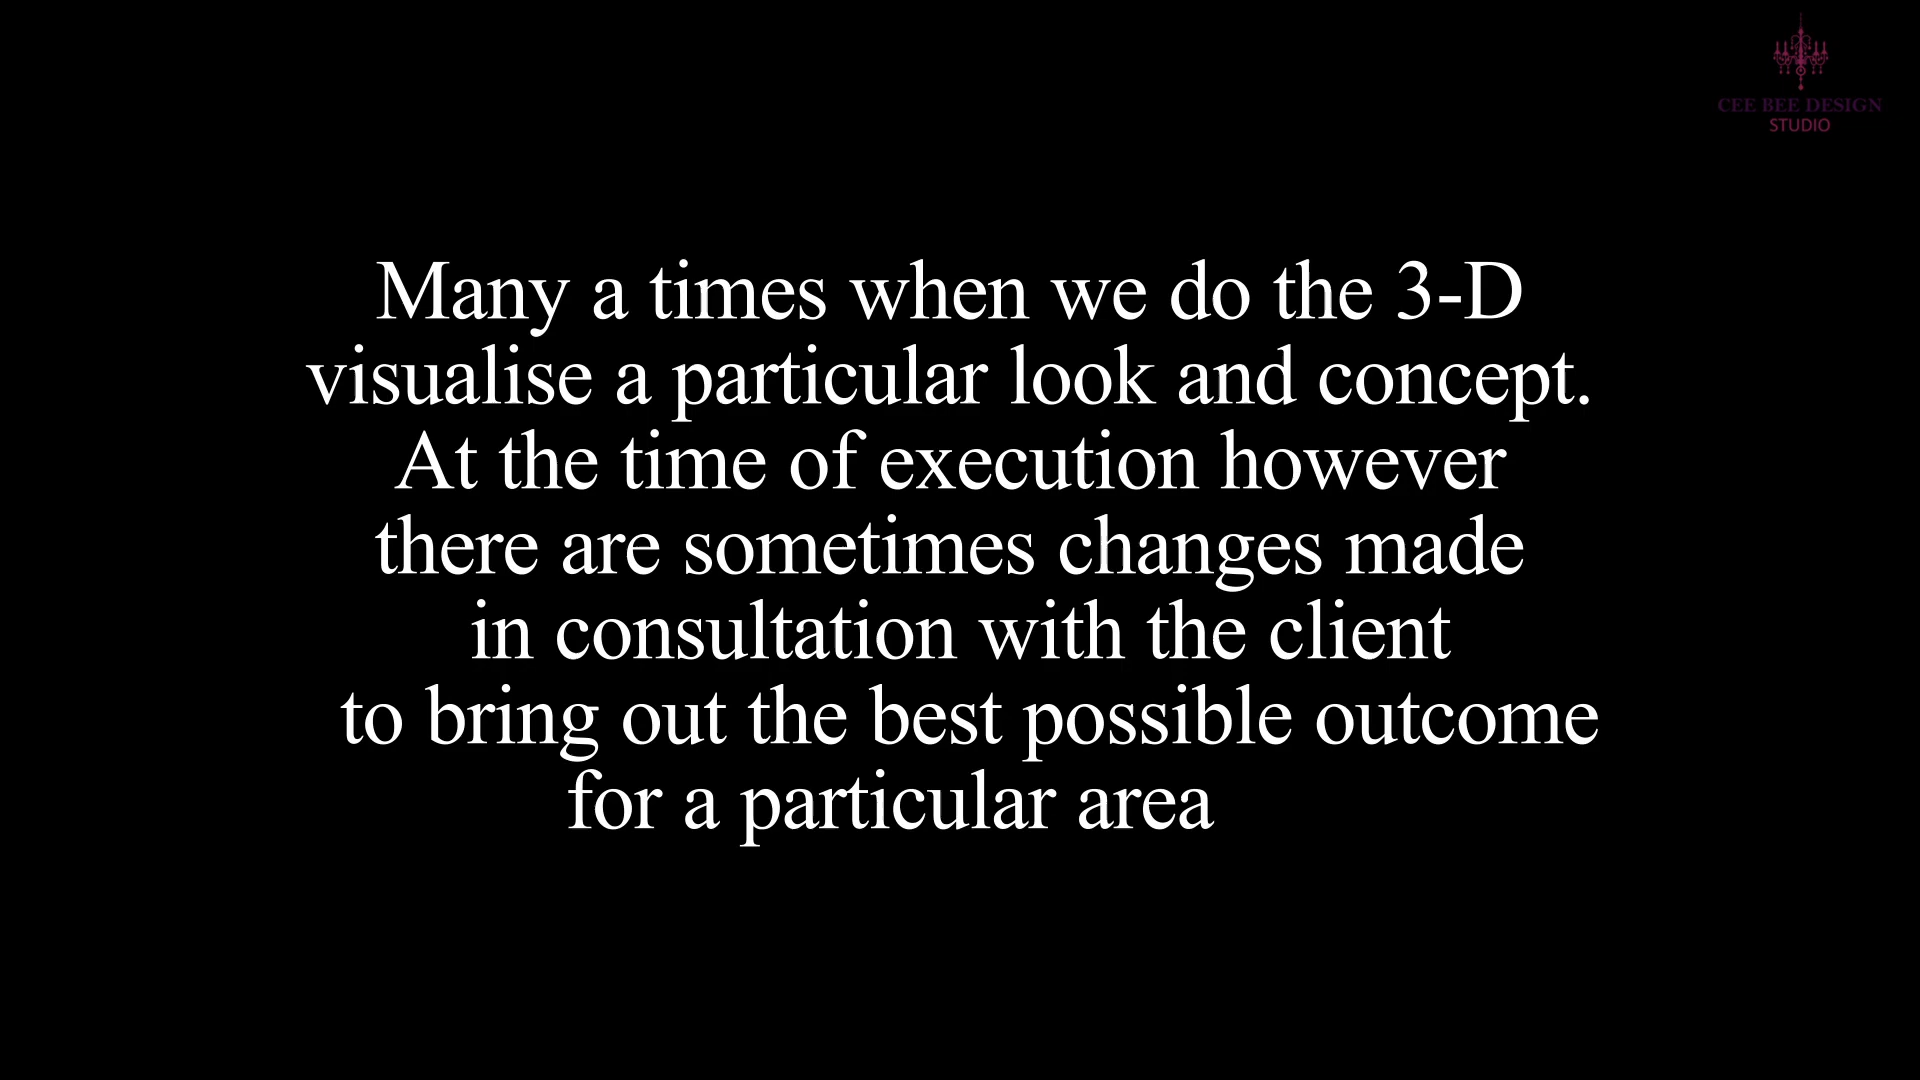 CEE BEE DESIGN
STUDIO
Many a times when we do the 3-D
visualise a particular look and concept.
At the time of execution however
there are sometimes changes made
in consultation with the client
to bring out the best possible outcome
for a particular area